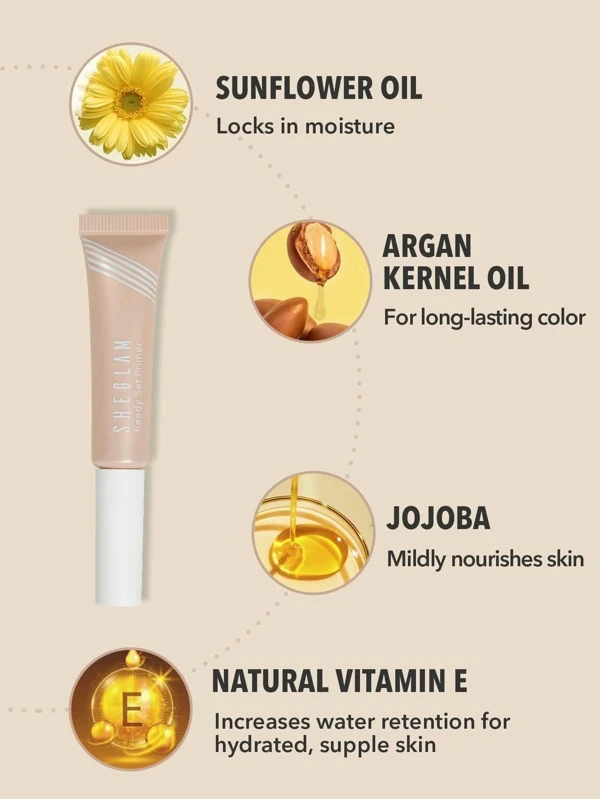 SUNFLOWER OIL
Locks in moisture
ARGAN
KERNEL OIL
For long-lasting color
SHEGLAM
Ready Set Primer
JOJOBA
Mildly nourishes skin
E
NATURAL VITAMIN E
Increases water retention for
hydrated, supple skin